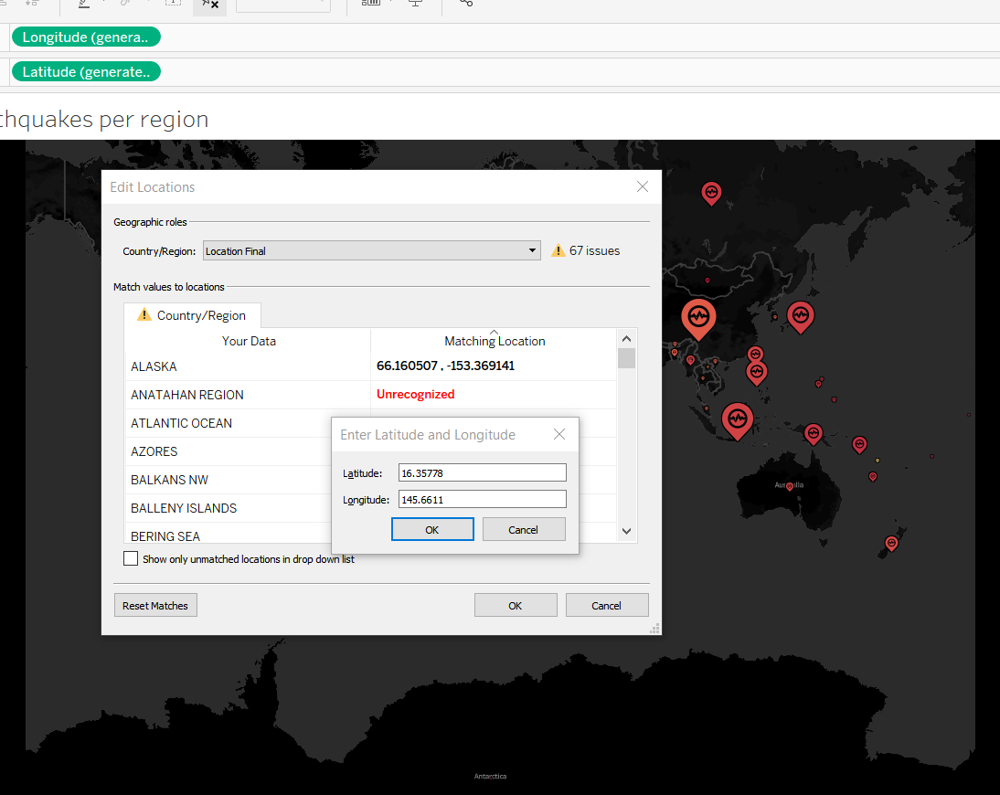 Longitude (genera..
Latitude (generate..
thquakes per region
Edit Locations
Geographic roles
Country/Region: Location Final 67 issues
Match values to locations
Country/Region
Your Data Matching Location
ALASKA 66.160507 , -153.369141
ANATAHAN REGION Unrecognized
ATLANTIC OCEAN
AZORES
BALKANS NW
BALLENY ISLANDS
BERING SEA
Enter Latitude and Longitude
Latitude: 16.35778
Longitude: 145.6611
OK Cancel
Show only unmatched locations in drop down list
Reset Matches OK Cancel
Australia
Antarctica